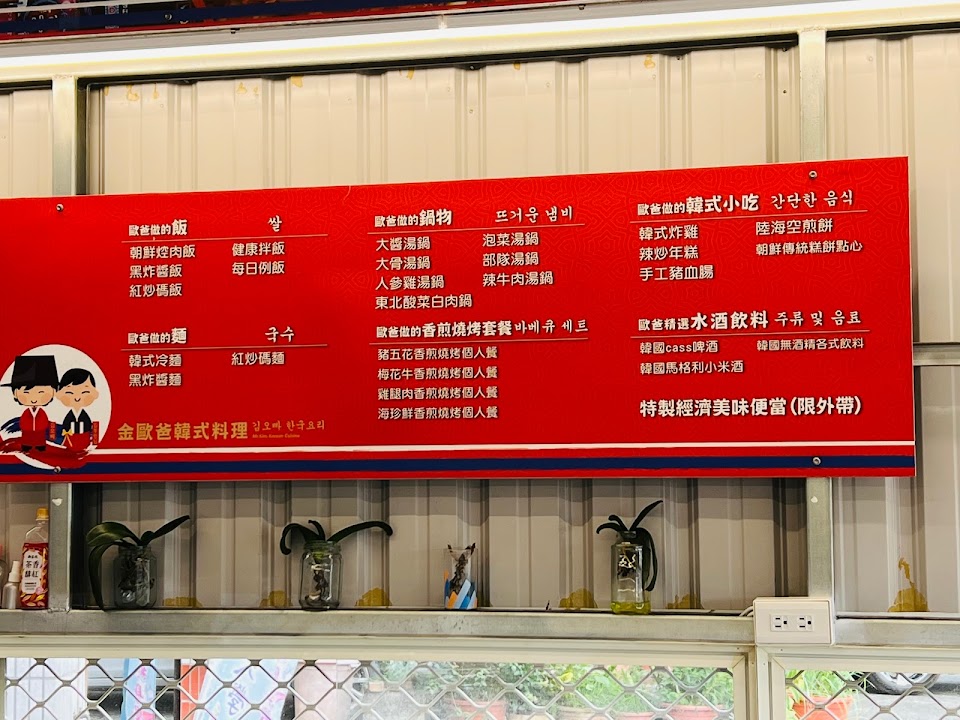 歐爸做的飯 쌀
朝鮮焢肉飯 健康拌飯
黑炸醬飯 每日例飯
紅炒碼飯
歐爸做的麵 국수
韓式冷麵 紅炒碼麵
黑炸醬麵
金歐爸韓式料理 김오빠 한국요리
歐爸做的鍋物 뜨거운 냄비
大醬湯鍋 泡菜湯鍋
大骨湯鍋 部隊湯鍋
人參雞湯鍋 辣牛肉湯鍋
東北酸菜白肉鍋
歐爸做的香煎燒烤套餐 바베큐 세트
豬五花香煎燒烤個人餐
梅花牛香煎燒烤個人餐
雞腿肉香煎燒烤個人餐
海珍鮮香煎燒烤個人餐
歐爸做的韓式小吃 간단한 음식
韓式炸雞 陸海空煎餅
辣炒年糕 朝鮮傳統糕餅點心
手工豬血腸
歐爸精選水酒飲料 주류 및 음료
韓國cass啤酒 韓國無酒精各式飲料
韓國馬格利小米酒
特製經濟美味便當(限外帶)